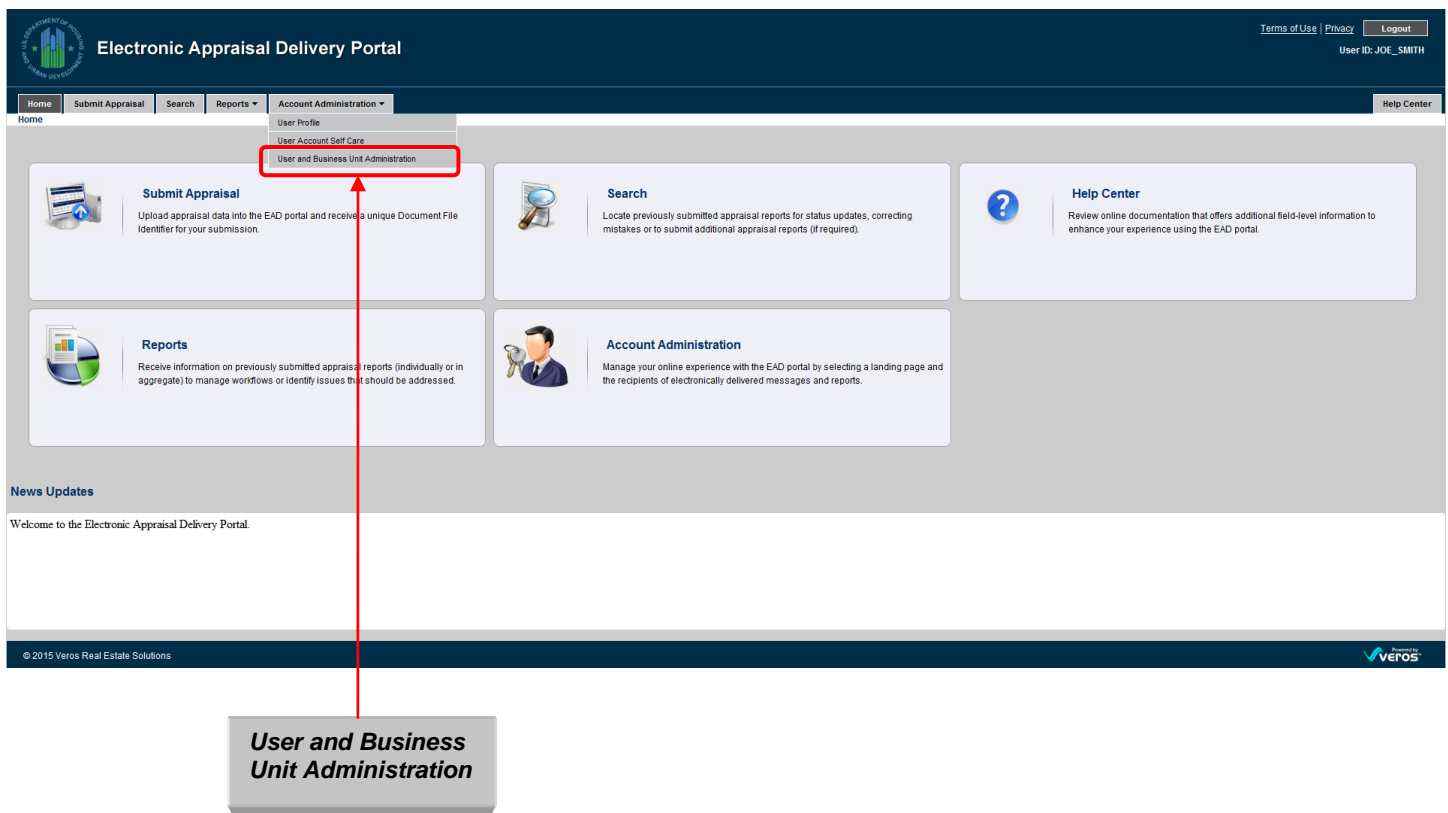 U.S. DEPARTMENT OF HOUSING
AND URBAN DEVELOPMENT
Electronic Appraisal Delivery Portal
Terms of Use | Privacy Logout
User ID: JOE_SMITH
Home Submit Appraisal Search Reports Account Administration Help Center
Home
User Profile
User Account Self Care
User and Business Unit Administration
Submit Appraisal
Upload appraisal data into the EAD portal and receive a unique Document File
Identifier for your submission.
Search
Locate previously submitted appraisal reports for status updates, correcting
mistakes or to submit additional appraisal reports (if required).
Help Center
Review online documentation that offers additional field-level information to
enhance your experience using the EAD portal.
Reports
Receive information on previously submitted appraisal reports (individually or in
aggregate) to manage workflows or identify issues that should be addressed.
Account Administration
Manage your online experience with the EAD portal by selecting a landing page and
the recipients of electronically delivered messages and reports.
News Updates
Welcome to the Electronic Appraisal Delivery Portal.
© 2015 Veros Real Estate Solutions
Powered by
veros
User and Business
Unit Administration